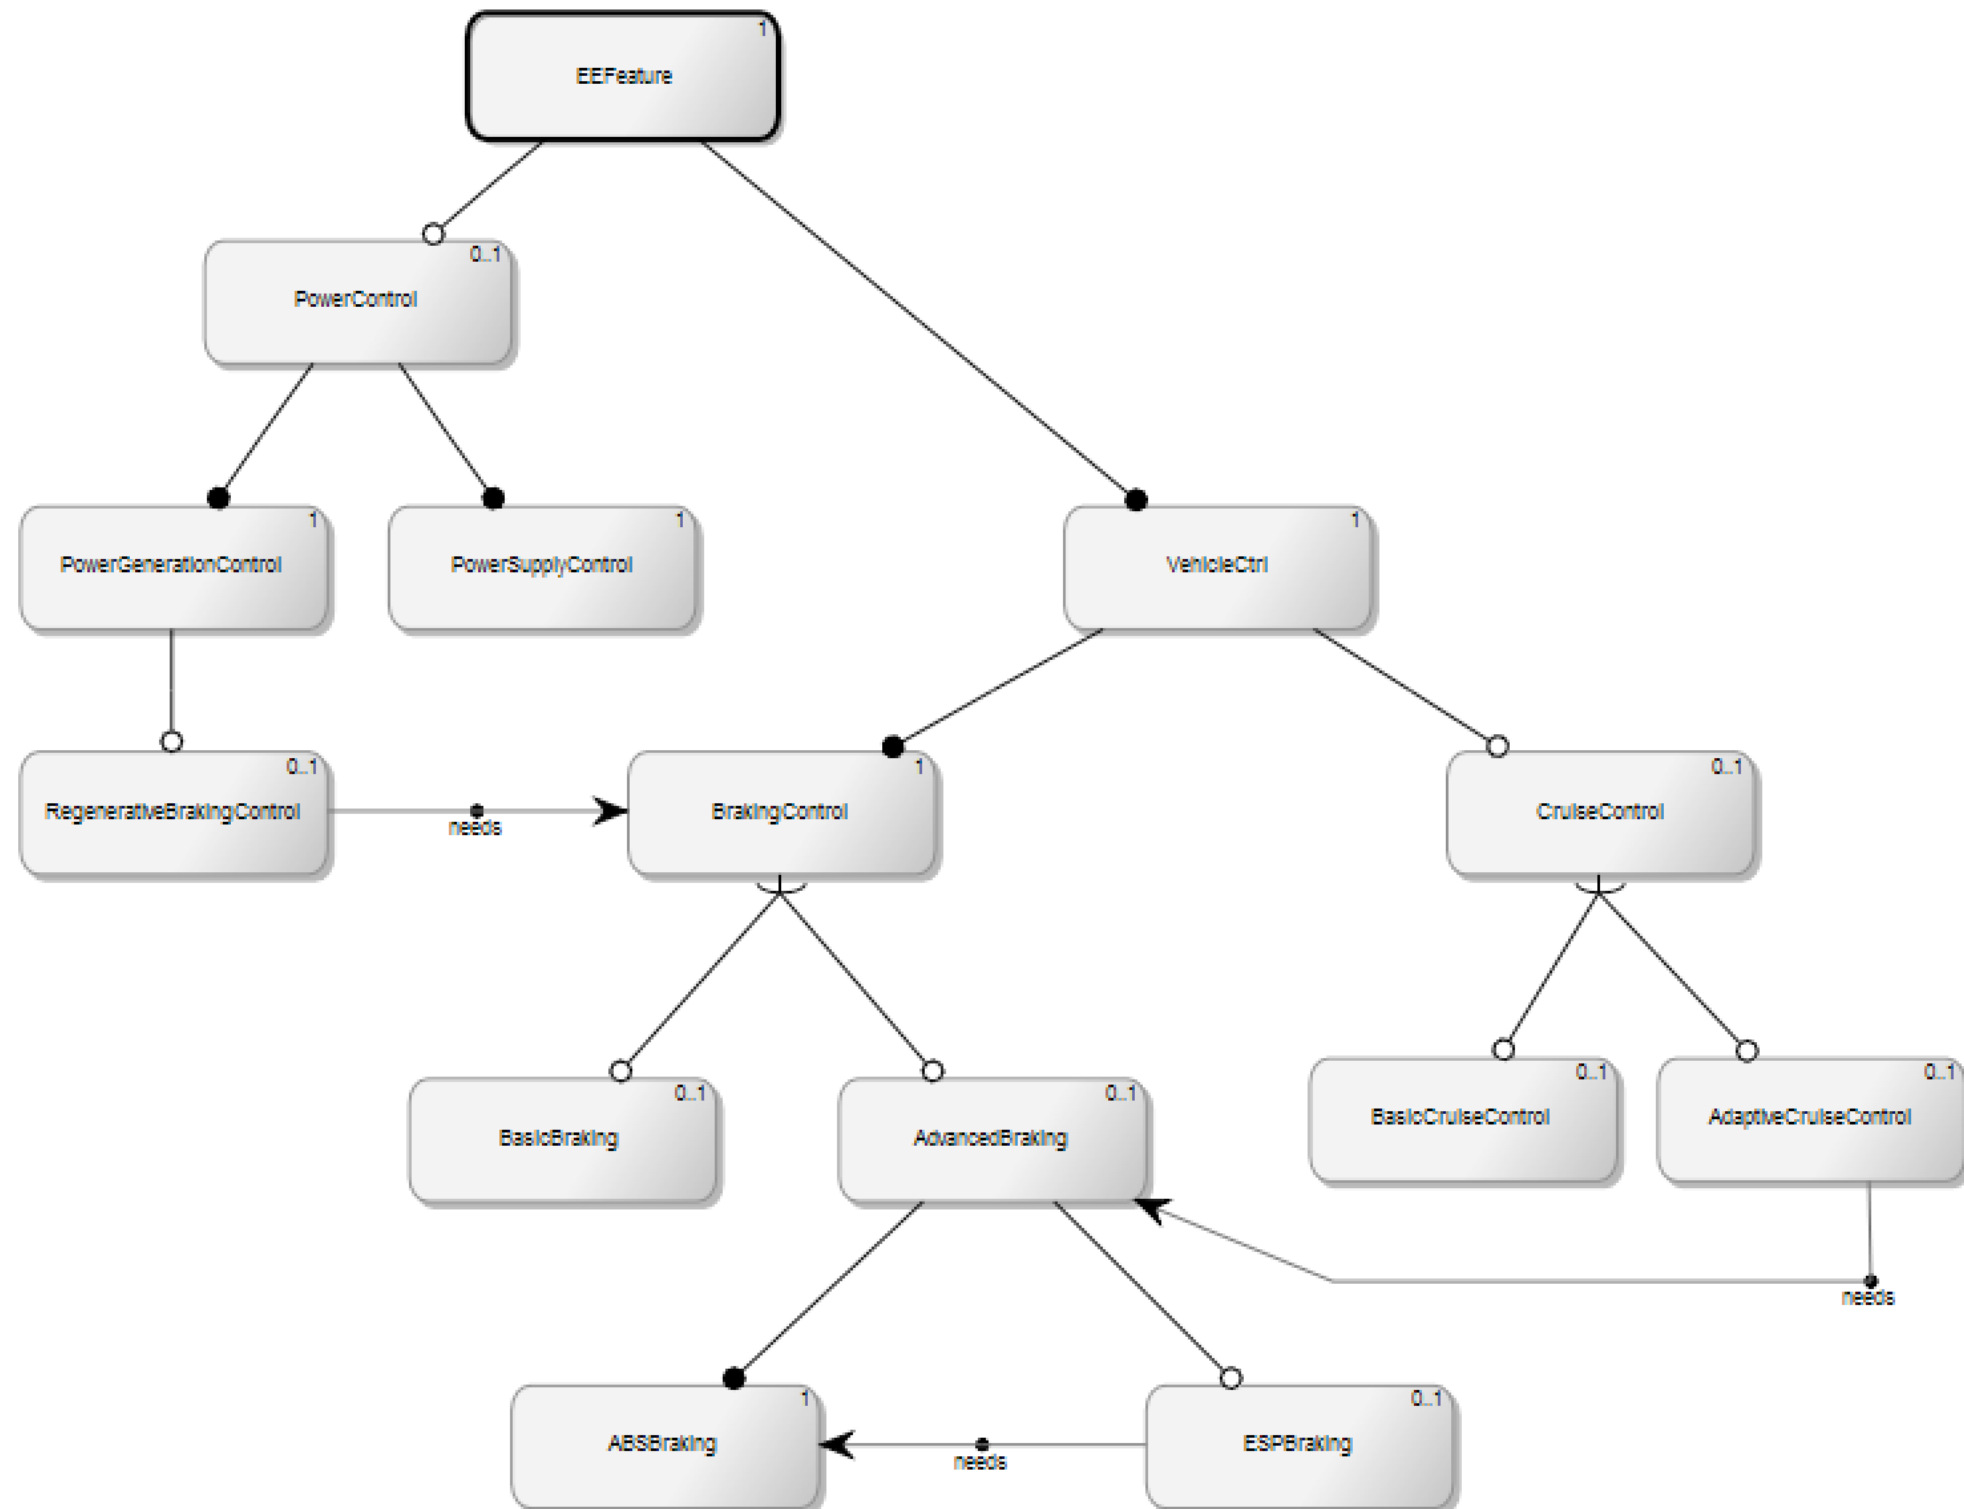 1
EEFeature
0..1
PowerControl
1
PowerGenerationControl
1
PowerSupplyControl
1
VehicleCtrl
0..1
RegenerativeBrakingControl
needs
1
BrakingControl
0..1
CruiseControl
0..1
BasicBraking
0..1
AdvancedBraking
0..1
BasicCruiseControl
0..1
AdaptiveCruiseControl
needs
1
ABSBraking
needs
0..1
ESPBraking